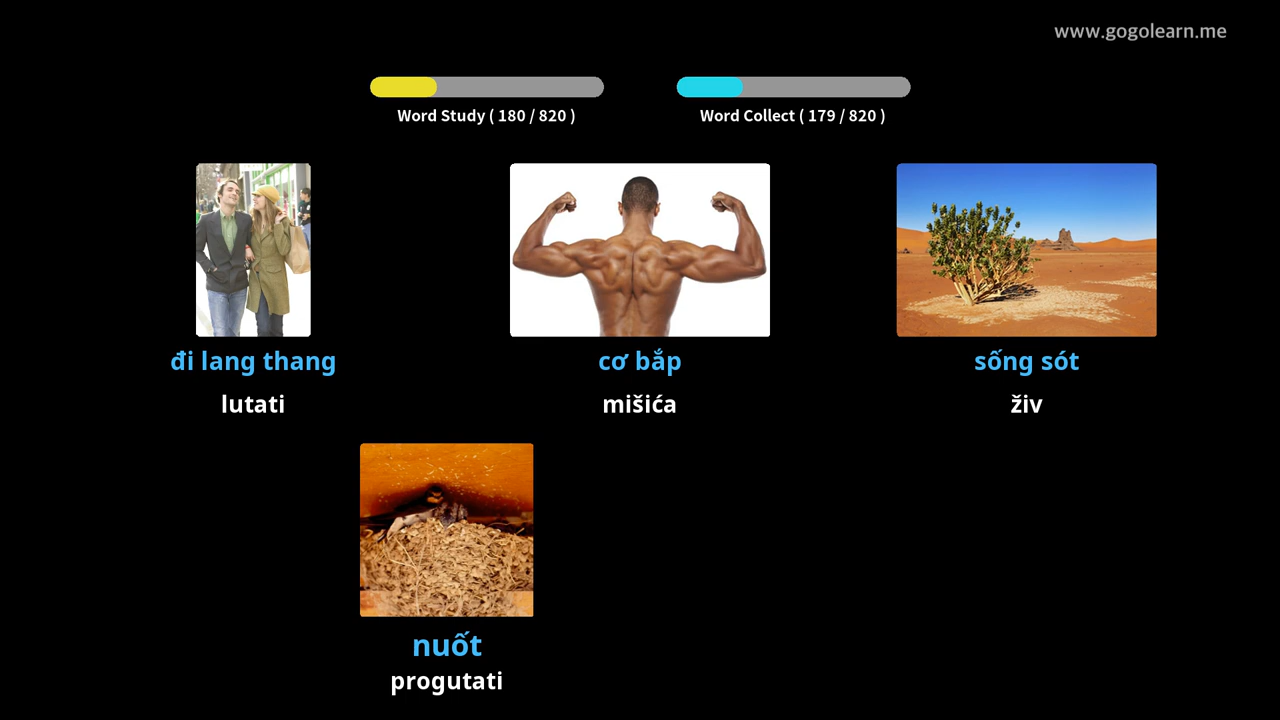 www.gogolearn.me
Word Study ( 180 / 820 )
Word Collect ( 179 / 820 )
đi lang thang
lutati
cơ bắp
mišića
sống sót
živ
nuốt
progutati